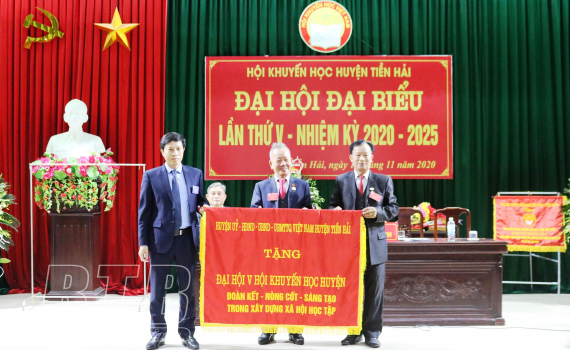 HỘI KHUYẾN HỌC HUYỆN TIỀN HẢI
ĐẠI HỘI ĐẠI BIỂU
LẦN THỨ V - NHIỆM KỲ 2020 - 2025
Hải, ngày 11 năm 2020
HUYỆN ỦY - HĐND - UBND - UBMTTQ VIỆT NAM HUYỆN TIỀN HẢI
TẶNG
ĐẠI HỘI V HỘI KHUYẾN HỌC HUYỆN
ĐOÀN KẾT - NÒNG CỐT - SÁNG TẠO
TRONG XÂY DỰNG XÃ HỘI HỌC TẬP